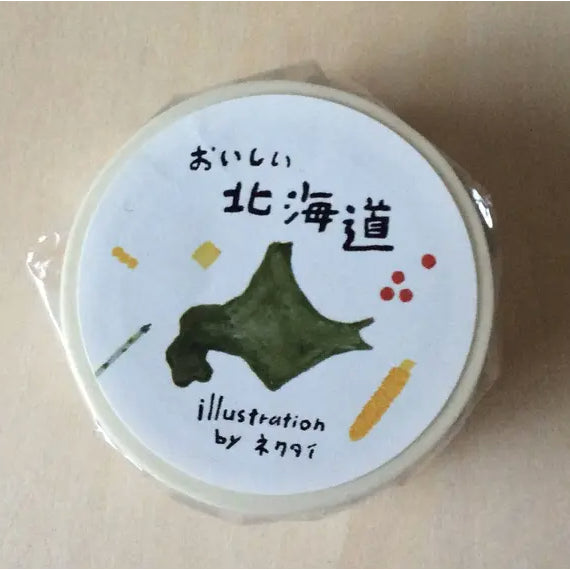 おいしい
北海道
illustration
by ネクタイ